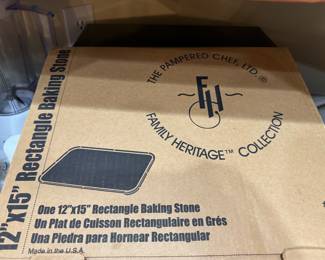 12"x15" Rectangle Baking Stone
THE PAMPERED CHEF, LTD.®
FH
FAMILY HERITAGE™ COLLECTION
One 12"x15" Rectangle Baking Stone
Un Plat de Cuisson Rectangulaire en Grés
Una Piedra para Hornear Rectangular
Made in the U.S.A.